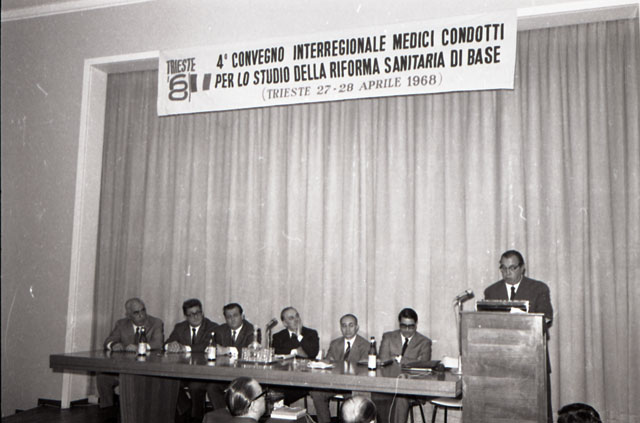 TRIESTE
'68
4° CONVEGNO INTERREGIONALE MEDICI CONDOTTI
PER LO STUDIO DELLA RIFORMA SANITARIA DI BASE
(TRIESTE 27-28 APRILE 1968)